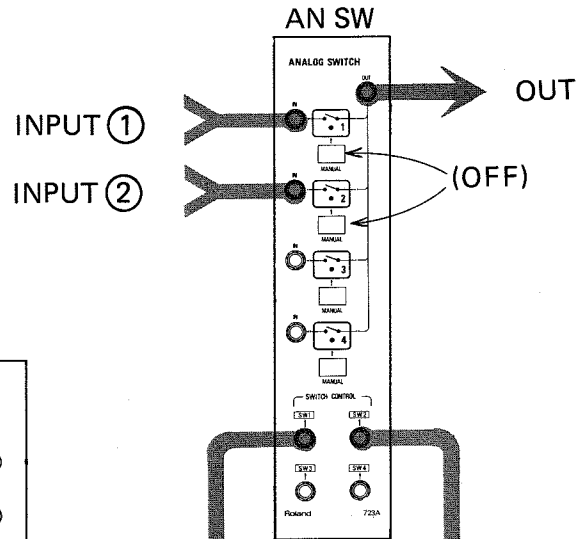 AN SW
ANALOG SWITCH
OUT
OUT
IN
1
INPUT ①
MANUAL
IN
2
INPUT ②
(OFF)
MANUAL
IN
3
MANUAL
IN
4
MANUAL
SWITCH CONTROL
SW1 SW2
SW3 SW4
Roland 723A